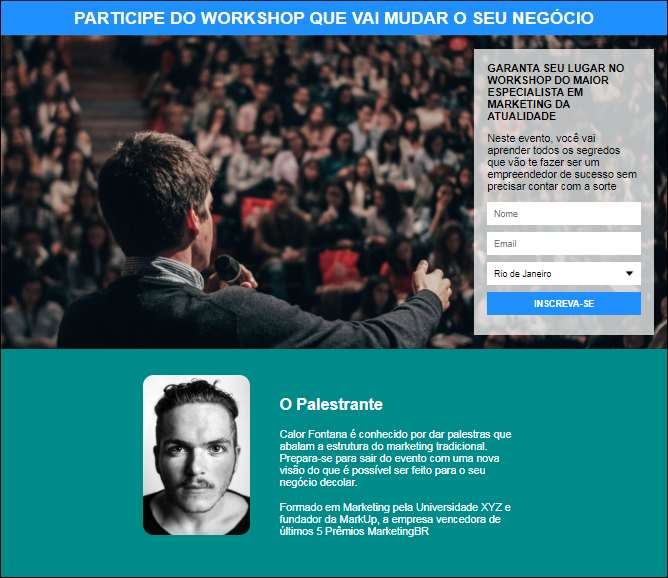 PARTICIPE DO WORKSHOP QUE VAI MUDAR O SEU NEGÓCIO
GARANTA SEU LUGAR NO
WORKSHOP DO MAIOR
ESPECIALISTA EM
MARKETING DA
ATUALIDADE
Neste evento, você vai
aprender todos os segredos
que vão te fazer ser um
empreendedor de sucesso sem
precisar contar com a sorte
Nome
Email
Rio de Janeiro
INSCREVA-SE
O Palestrante
Calor Fontana é conhecido por dar palestras que
abalam a estrutura do marketing tradicional.
Prepara-se para sair do evento com uma nova
visão do que é possível ser feito para o seu
negócio decolar.
Formado em Marketing pela Universidade XYZ e
fundador da MarkUp, a empresa vencedora de
últimos 5 Prêmios MarketingBR